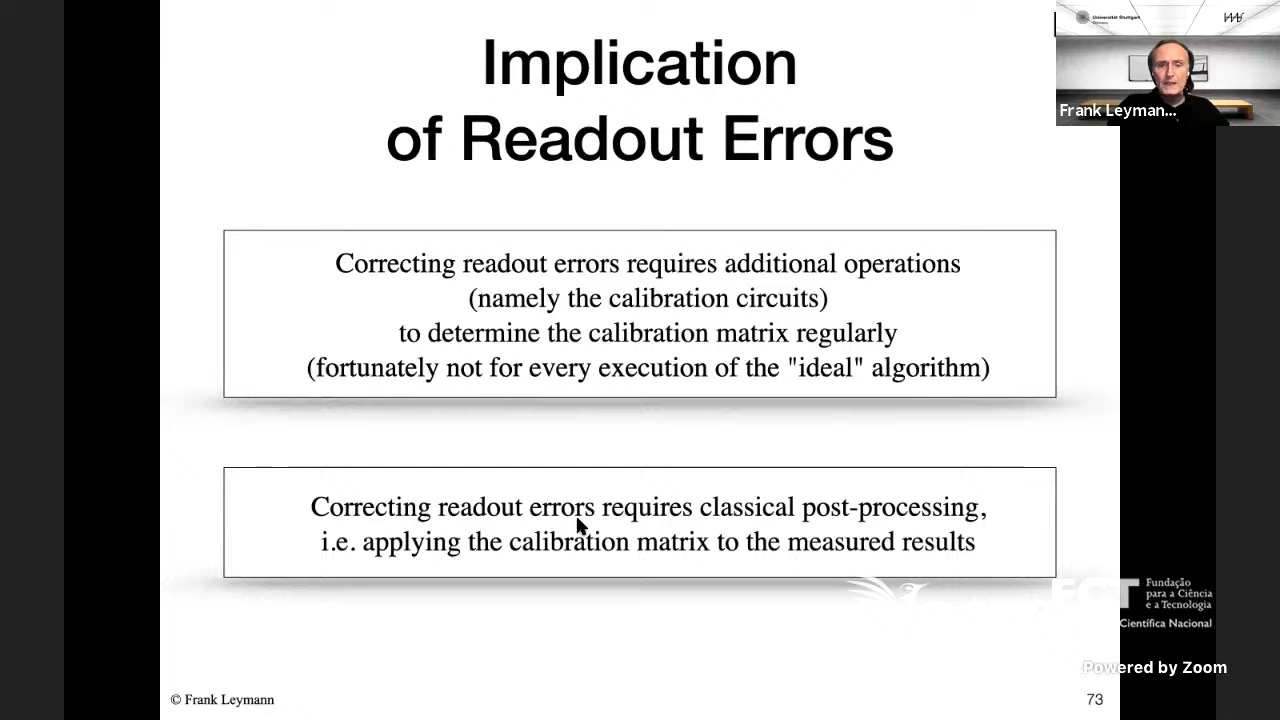 Implication
of Readout Errors
Universität Stuttgart
Frank Leyman...
Correcting readout errors requires additional operations
(namely the calibration circuits)
to determine the calibration matrix regularly
(fortunately not for every execution of the "ideal" algorithm)
Correcting readout errors requires classical post-processing,
i.e. applying the calibration matrix to the measured results
FCT
Fundação
para a Ciência
e a Tecnologia
Científica Nacional
Powered by Zoom
© Frank Leymann
73